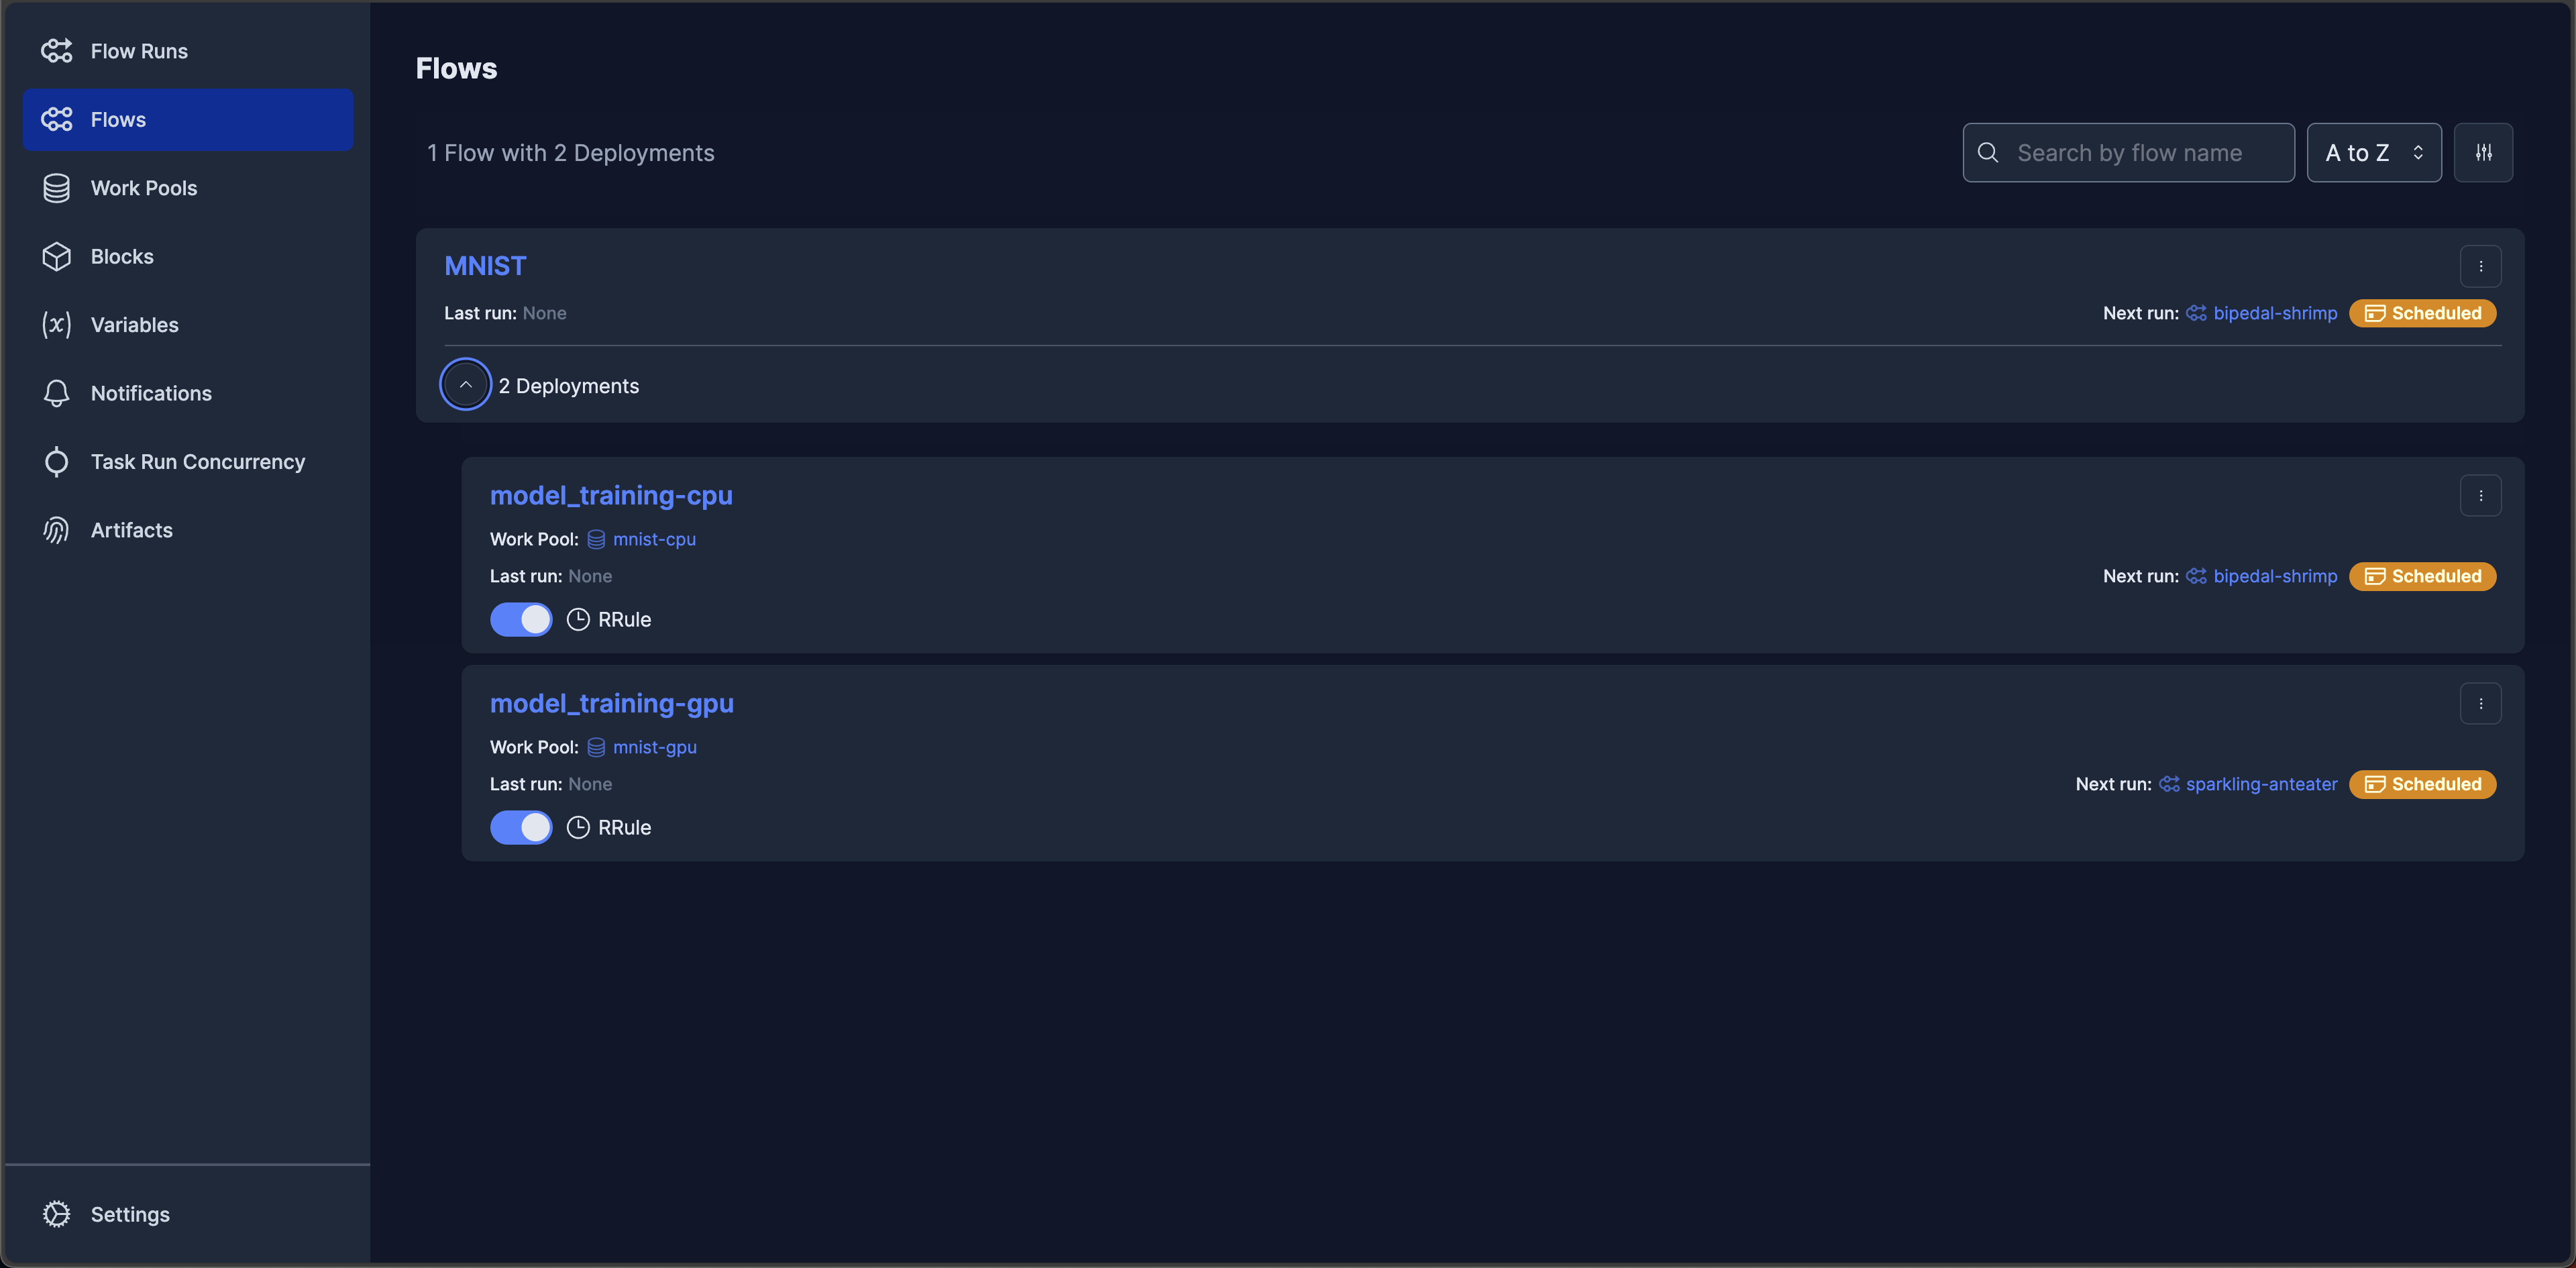 Flow Runs
Flows
Work Pools
Blocks
Variables
Notifications
Task Run Concurrency
Artifacts
Settings
Flows
1 Flow with 2 Deployments
Search by flow name
A to Z
MNIST
Last run: None
Next run: bipedal-shrimp Scheduled
2 Deployments
model_training-cpu
Work Pool: mnist-cpu
Last run: None
Next run: bipedal-shrimp Scheduled
RRule
model_training-gpu
Work Pool: mnist-gpu
Last run: None
Next run: sparkling-anteater Scheduled
RRule